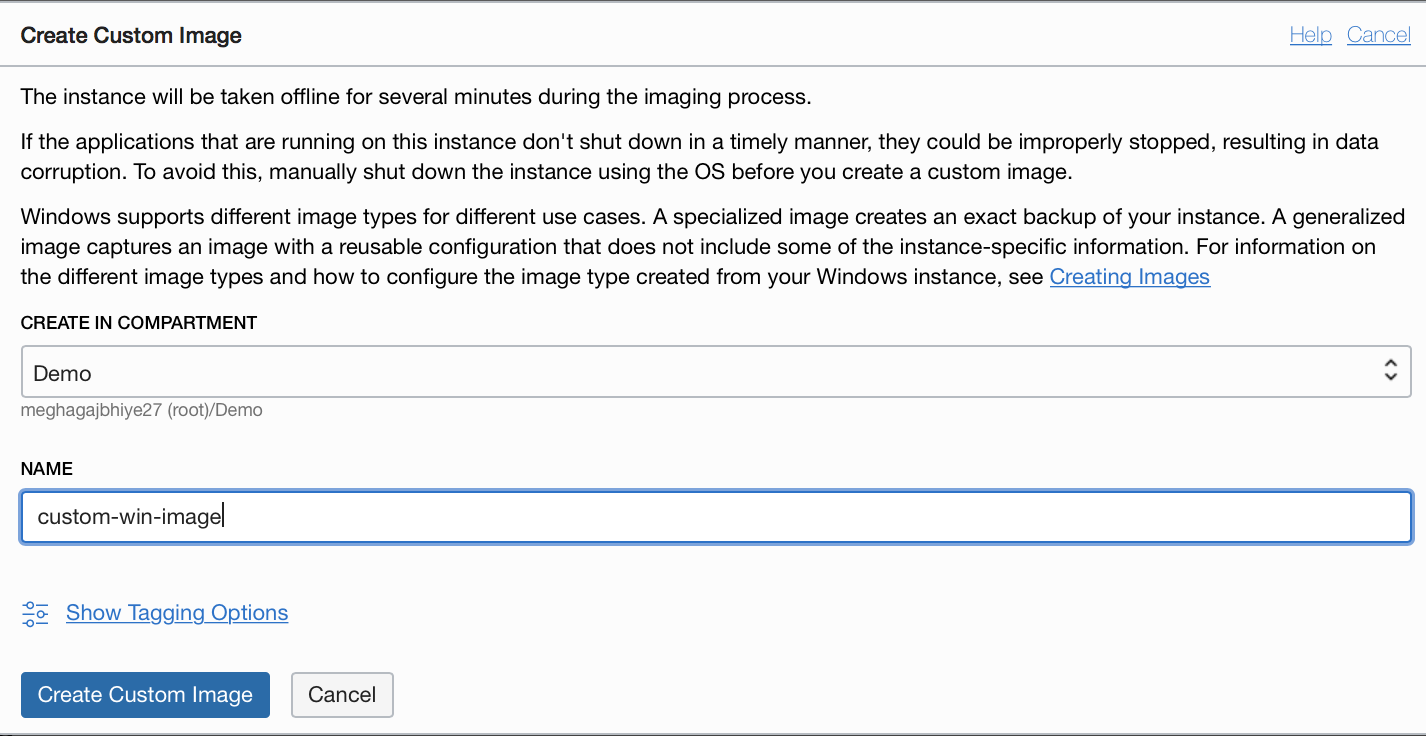 Create Custom Image
Help Cancel
The instance will be taken offline for several minutes during the imaging process.
If the applications that are running on this instance don't shut down in a timely manner, they could be improperly stopped, resulting in data
corruption. To avoid this, manually shut down the instance using the OS before you create a custom image.
Windows supports different image types for different use cases. A specialized image creates an exact backup of your instance. A generalized
image captures an image with a reusable configuration that does not include some of the instance-specific information. For information on
the different image types and how to configure the image type created from your Windows instance, see Creating Images
CREATE IN COMPARTMENT
Demo
meghagajbhiye27 (root)/Demo
NAME
custom-win-image
Show Tagging Options
Create Custom Image
Cancel